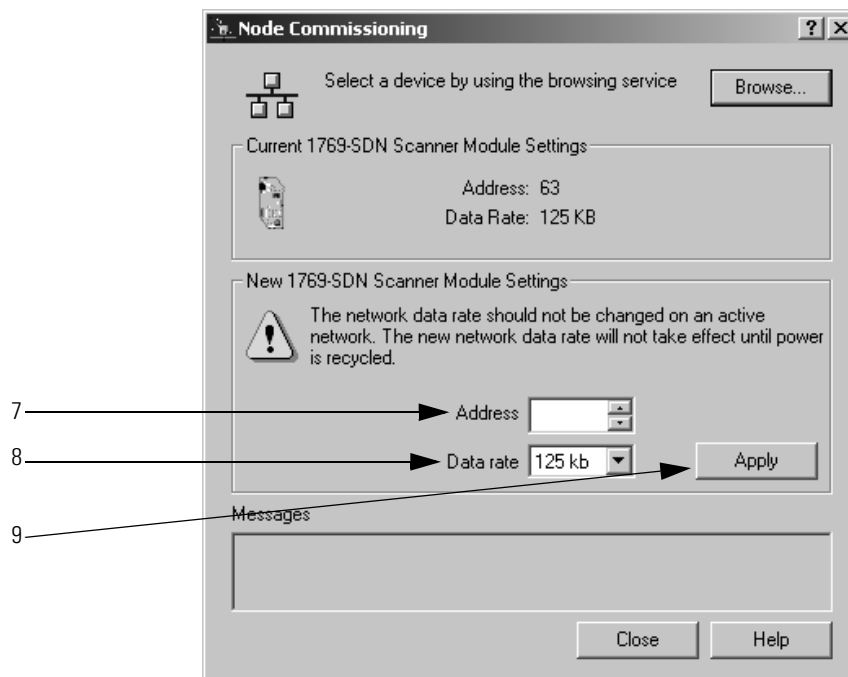 Node Commissioning
Select a device by using the browsing service
Browse...
Current 1769-SDN Scanner Module Settings
Address: 63
Data Rate: 125 KB
New 1769-SDN Scanner Module Settings
The network data rate should not be changed on an active
network. The new network data rate will not take effect until power
is recycled.
7
Address
8
Data rate 125 kb
Apply
9
Messages
Close
Help